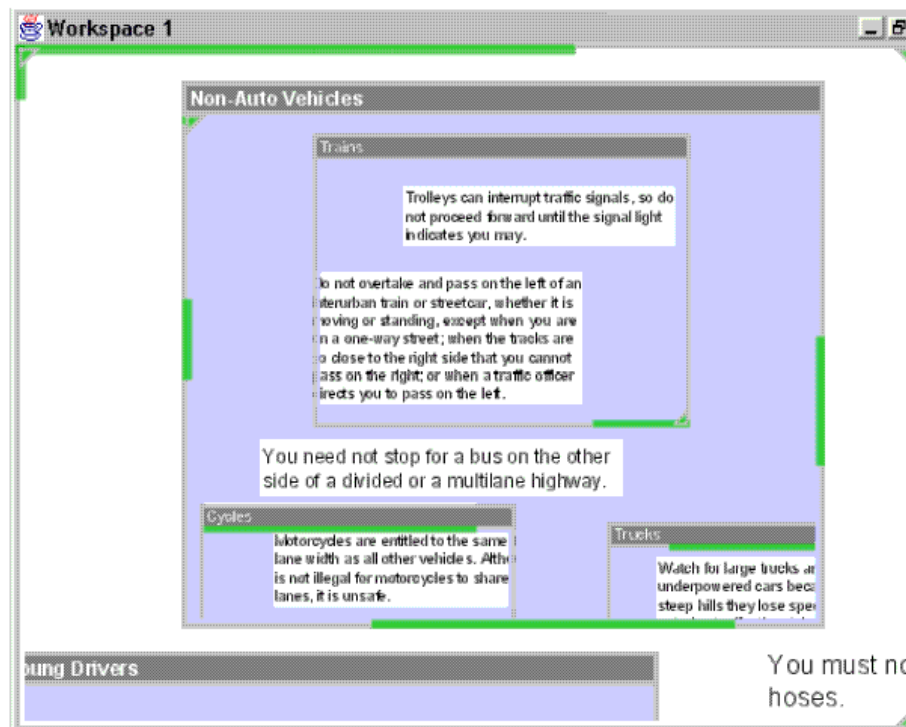 Workspace 1
Non-Auto Vehicles
Trains
Trolleys can interrupt traffic signals, so do
not proceed forward until the signal light
indicates you may.
Do not overtake and pass on the left of an
interurban train or streetcar, whether it is
moving or standing, except when you are
on a one-way street; when the tracks are
so close to the right side that you cannot
pass on the right; or when a traffic officer
directs you to pass on the left.
You need not stop for a bus on the other
side of a divided or a multilane highway.
Cycles
Motorcycles are entitled to the same
lane width as all other vehicles. Altho
is not illegal for motorcycles to share
lanes, it is unsafe.
Trucks
Watch for large trucks an
underpowered cars beca
steep hills they lose spe
oung Drivers
You must no
hoses.